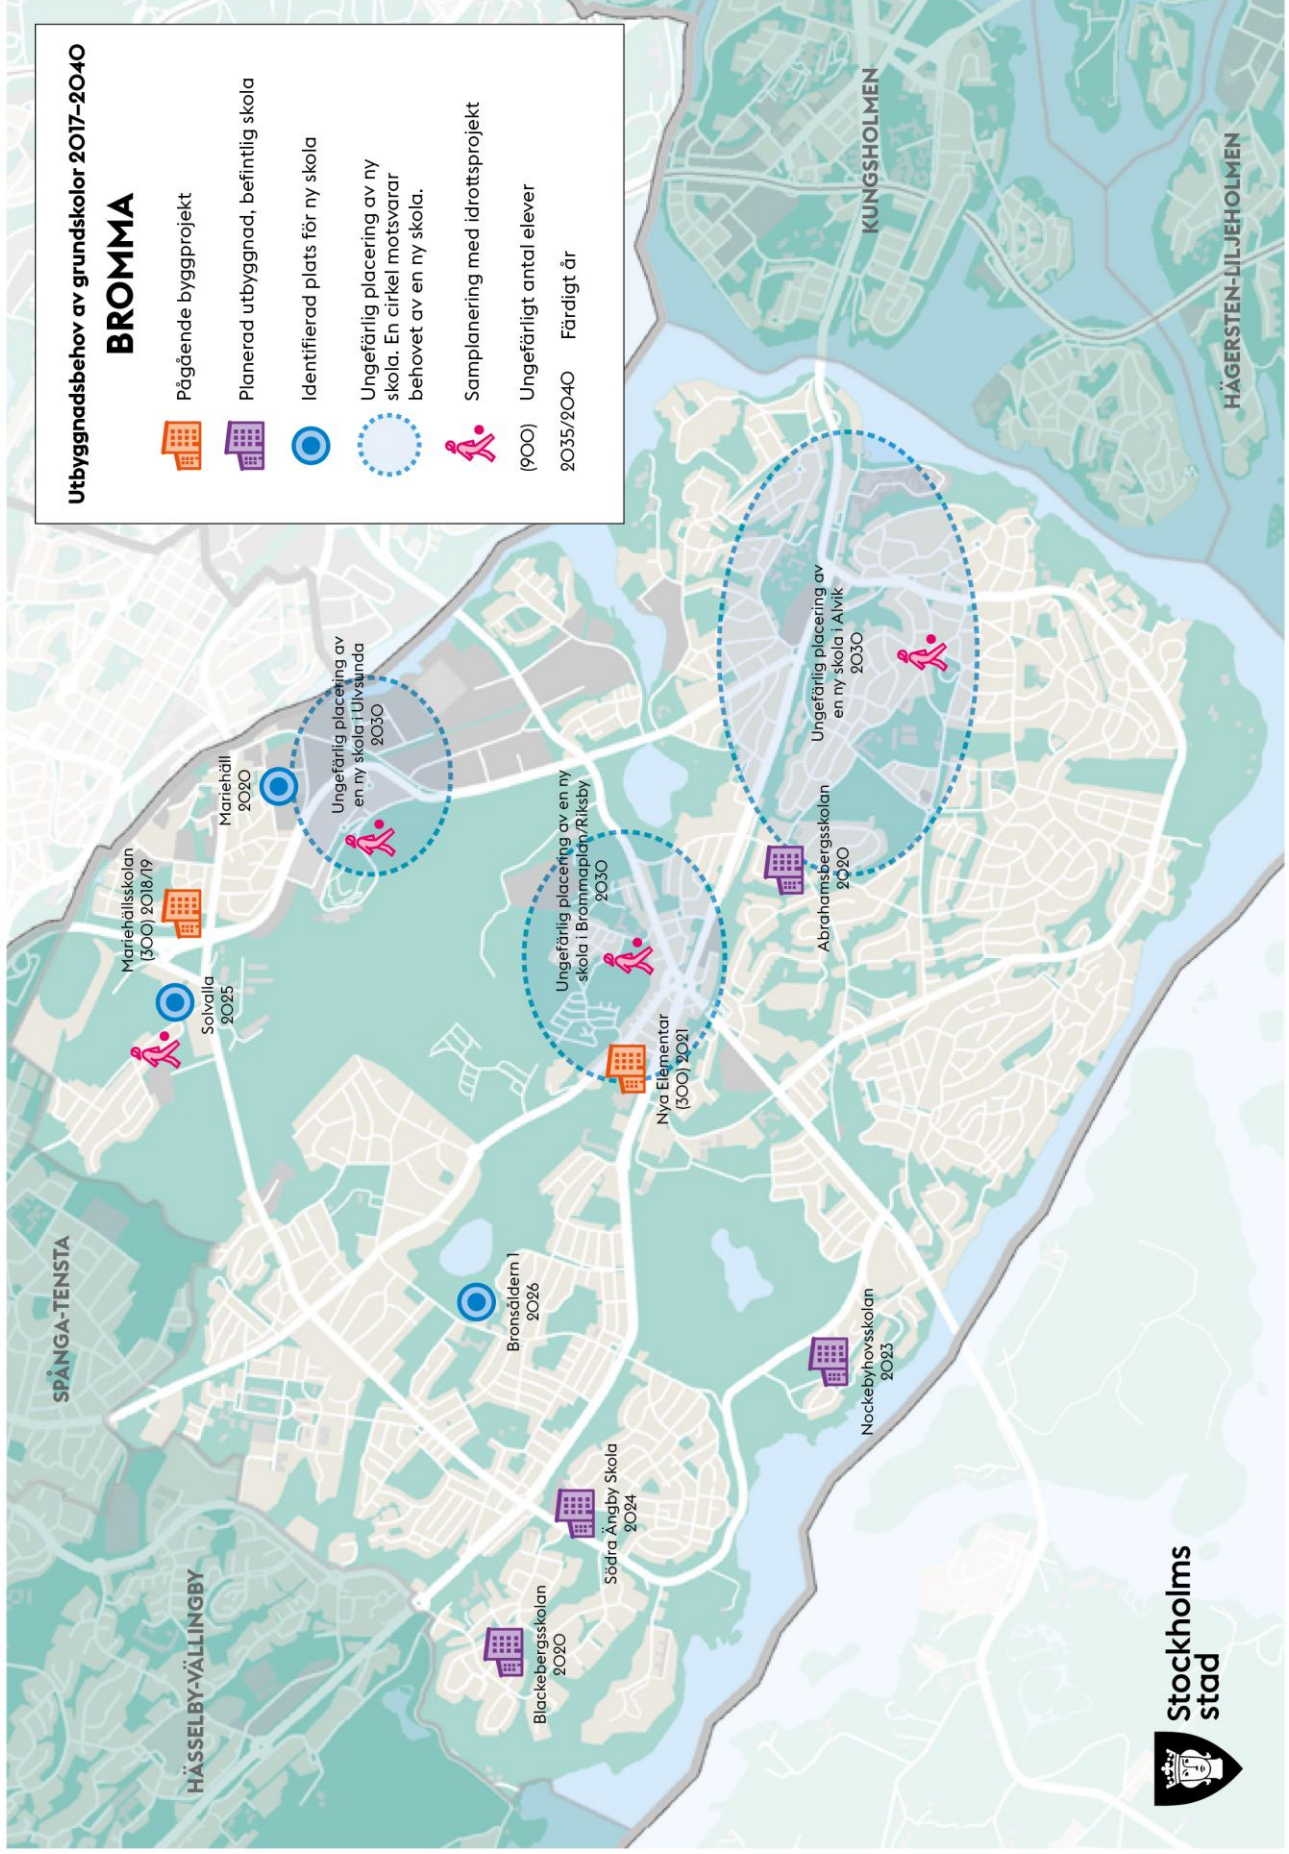 Utbyggnadsbehov av grundskolor 2017–2040
BROMMA
Pågående byggprojekt
Planerad utbyggnad, befintlig skola
Identifierad plats för ny skola
Ungefärlig placering av ny
skola. En cirkel motsvarar
behovet av en ny skola.
Samplanering med idrottsprojekt
(900) Ungefärligt antal elever
2035/2040 Färdigt år
SPÅNGA-TENSTA
HÄSSELBY-VÄLLINGBY
KUNGSHOLMEN
HÄGERSTEN-LILJEHOLMEN
Mariehällsskolan
(300) 2018/19
Mariehäll
2020
Solvalla
2025
Ungefärlig placering av
en ny skola i Ulvsunda
2030
Bronsåldern 1
2026
Ungefärlig placering av en ny
skola i Brommaplan/Riksby
2030
Nya Elementar
(300) 2021
Blackebergsskolan
2020
Södra Ängby Skola
2024
Nockebyhovsskolan
2023
Abrahamsbergsskolan
2020
Ungefärlig placering av
en ny skola i Alvik
2030
Stockholms
stad